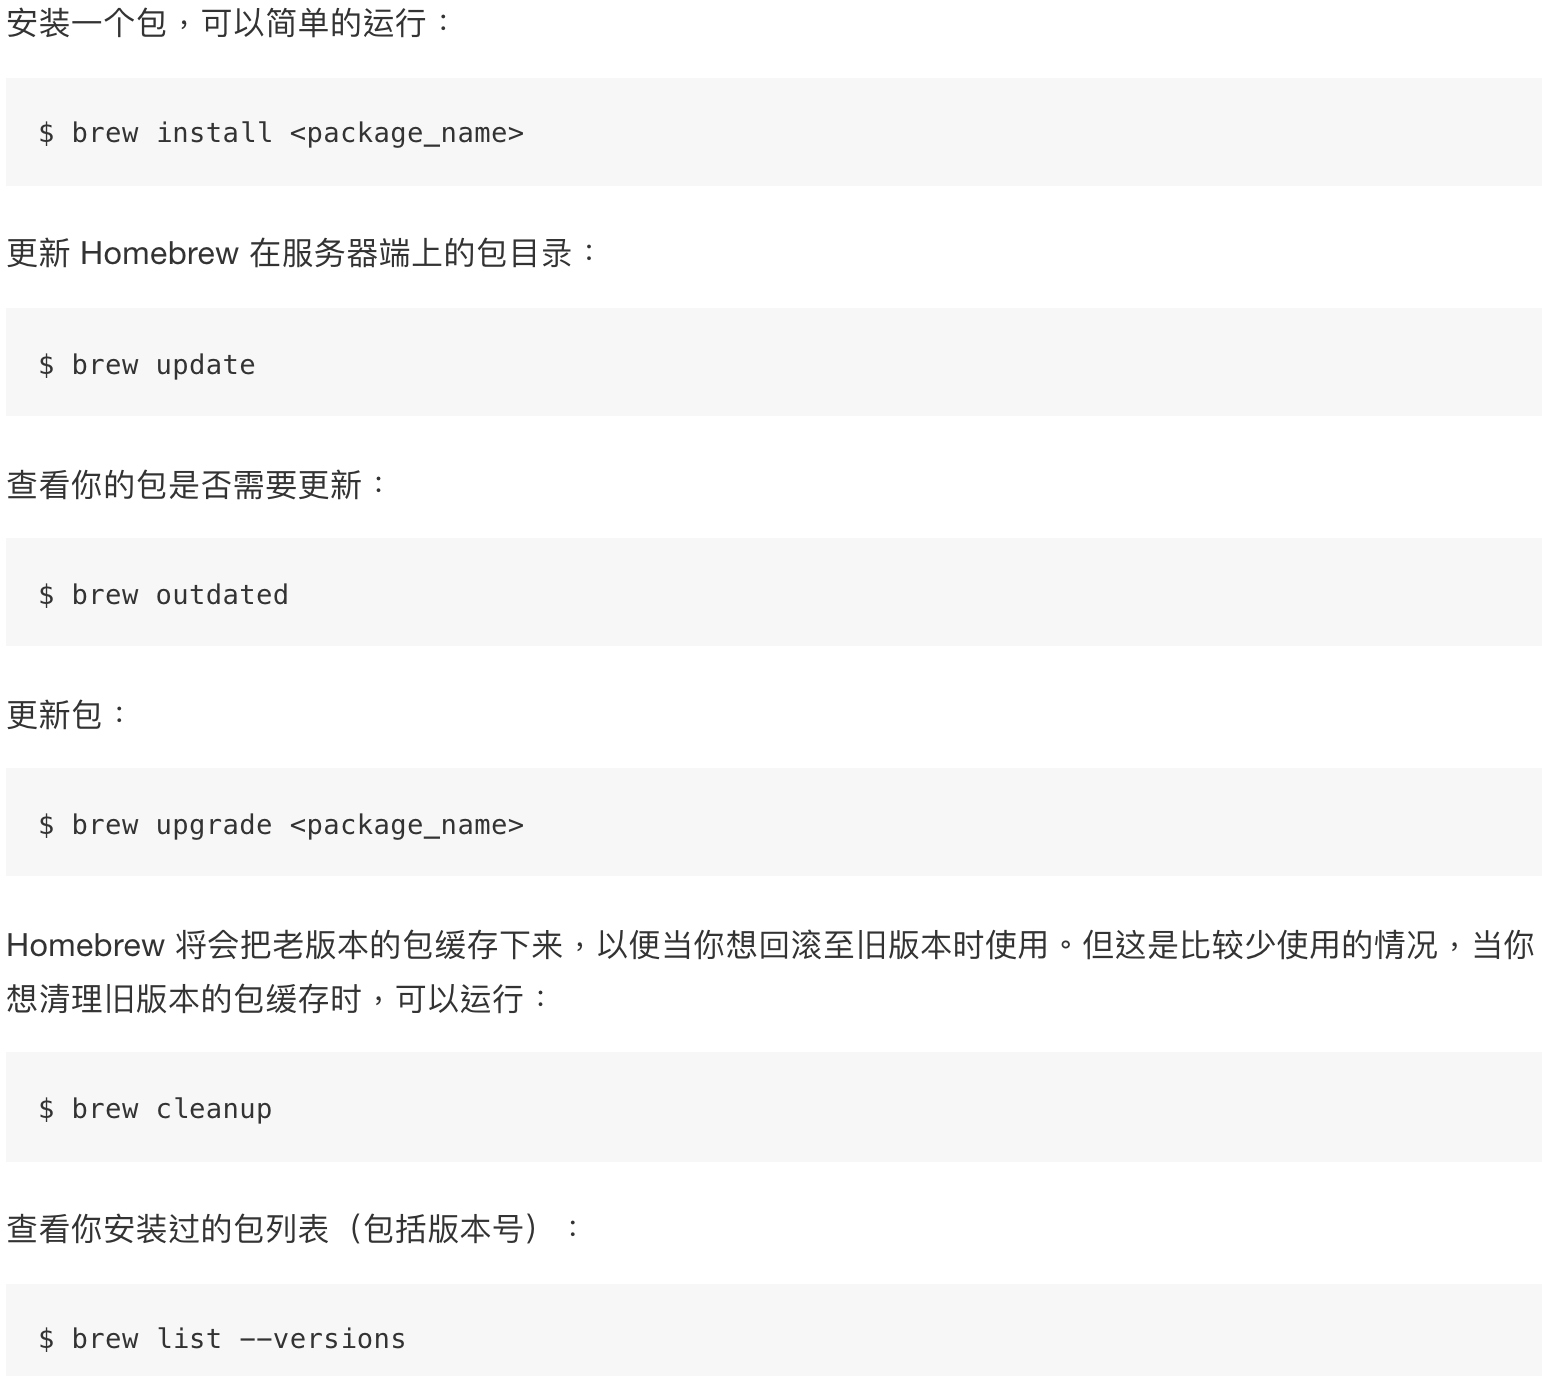 安装一个包，可以简单的运行：
$ brew install <package_name>
更新 Homebrew 在服务器端上的包目录：
$ brew update
查看你的包是否需要更新：
$ brew outdated
更新包：
$ brew upgrade <package_name>
Homebrew 将会把老版本的包缓存下来，以便当你想回滚至旧版本时使用。但这是比较少使用的情况，当你
想清理旧版本的包缓存时，可以运行：
$ brew cleanup
查看你安装过的包列表（包括版本号）：
$ brew list --versions